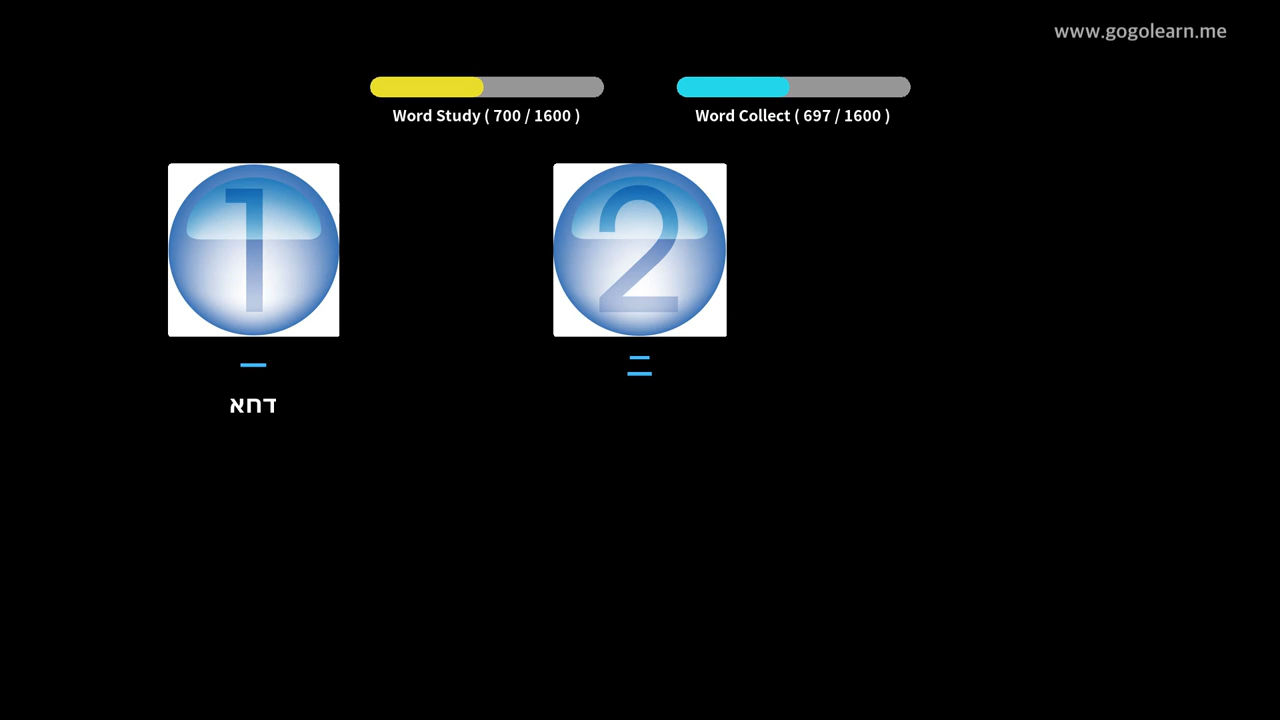 www.gogolearn.me
Word Study ( 700 / 1600 )
Word Collect ( 697 / 1600 )
1
2
一
二
דחא